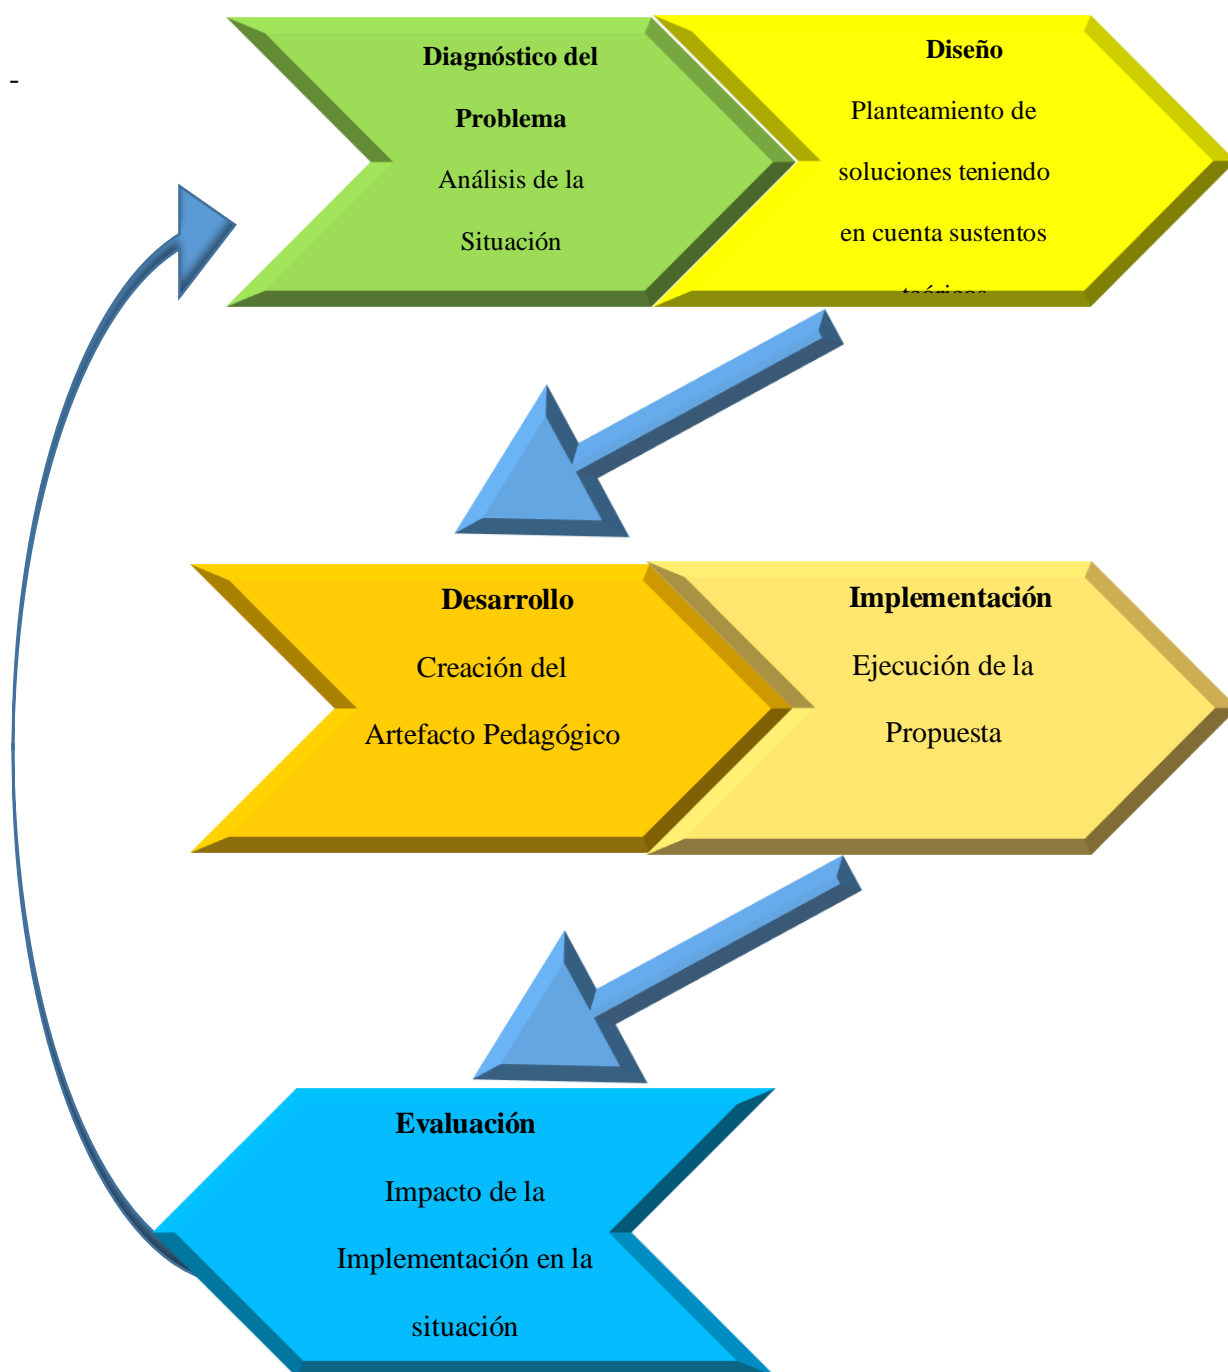 -
Diagnóstico del
Problema
Análisis de la
Situación
Diseño
Planteamiento de
soluciones teniendo
en cuenta sustentos
teóricos
Desarrollo
Creación del
Artefacto Pedagógico
Implementación
Ejecución de la
Propuesta
Evaluación
Impacto de la
Implementación en la
situación